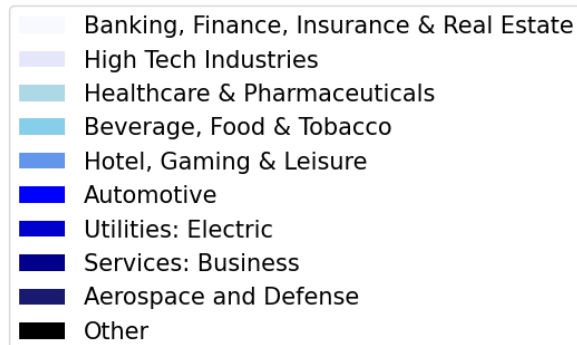 Banking, Finance, Insurance & Real Estate
High Tech Industries
Healthcare & Pharmaceuticals
Beverage, Food & Tobacco
Hotel, Gaming & Leisure
Automotive
Utilities: Electric
Services: Business
Aerospace and Defense
Other